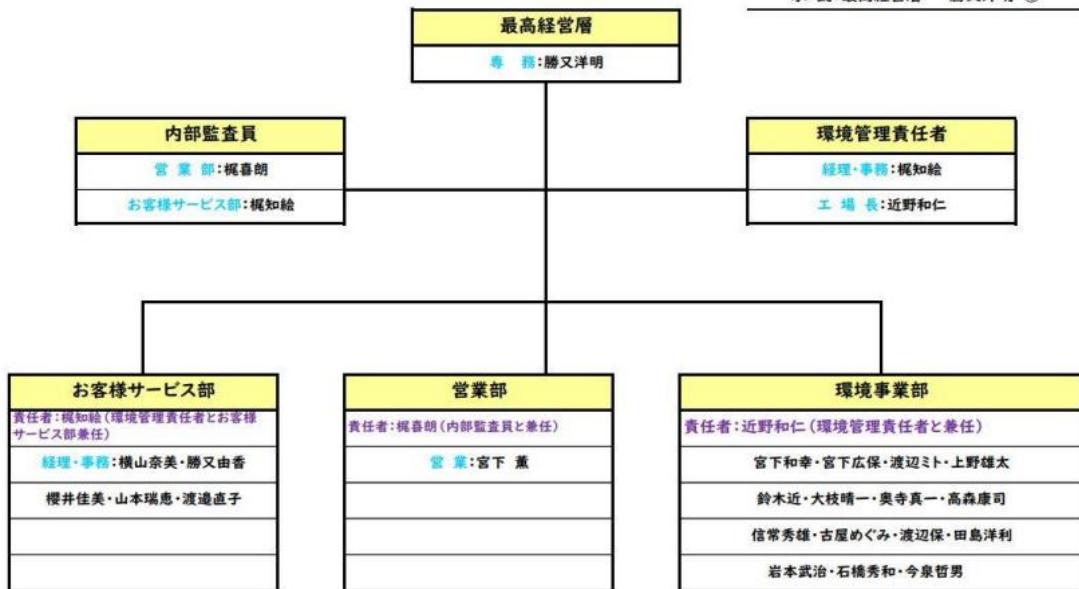 最高経営層
専 務:勝又洋明
内部監査員
営 業 部:梶喜朗
お客様サービス部:梶知絵
環境管理責任者
経理・事務:梶知絵
工 場 長:近野和仁
お客様サービス部
責任者:梶知絵(環境管理責任者とお客様
サービス部兼任)
経理・事務:横山奈美・勝又由香
櫻井佳美・山本瑞恵・渡邉直子
営業部
責任者:梶喜朗(内部監査員と兼任)
営 業:宮下 薫
環境事業部
責任者:近野和仁(環境管理責任者と兼任)
宮下和幸・宮下広保・渡辺ミト・上野雄太
鈴木近・大枝晴一・奥寺真一・高森康司
信常秀雄・古屋めぐみ・渡辺保・田島洋利
岩本武治・石橋秀和・今泉哲男